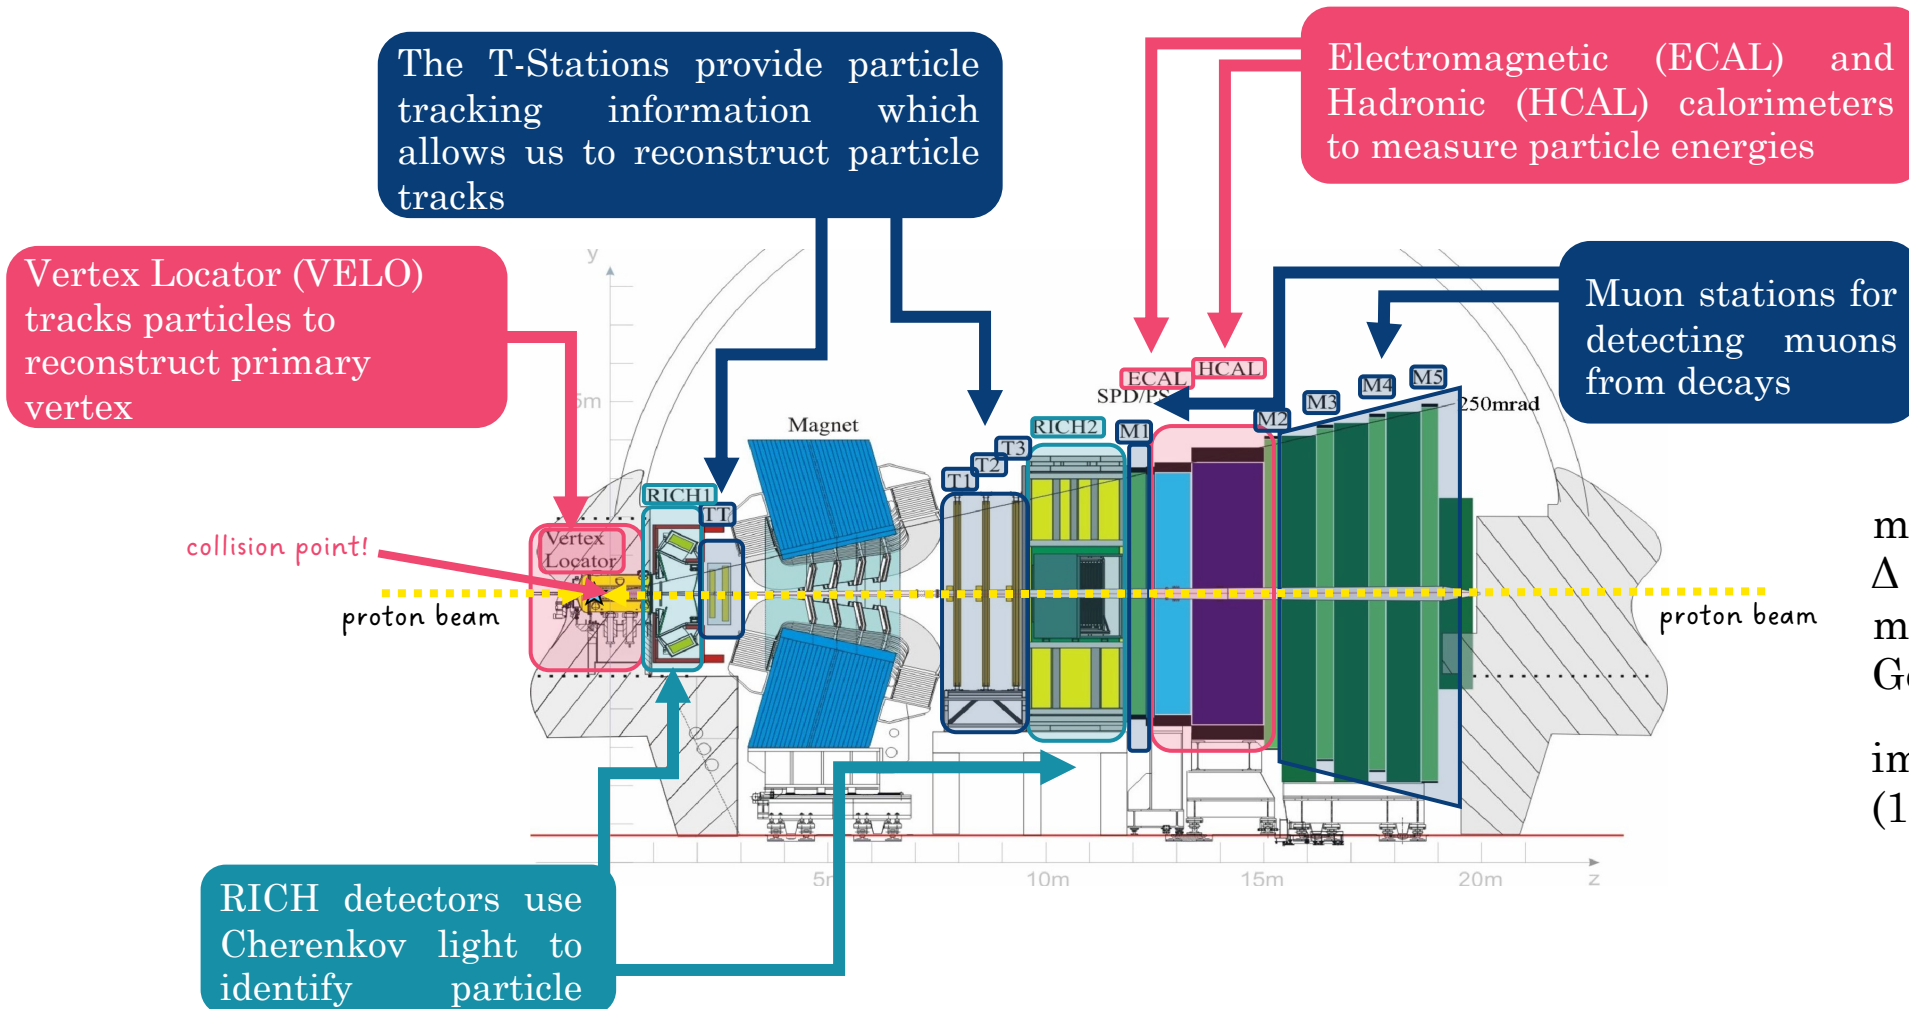 The T-Stations provide particle
tracking information which
allows us to reconstruct particle
tracks
Electromagnetic (ECAL) and
Hadronic (HCAL) calorimeters
to measure particle energies
Vertex Locator (VELO)
tracks particles to
reconstruct primary
vertex
Muon stations for
detecting muons
from decays
y
5m
Magnet
RICH1
TT
T1
T2
T3
RICH2
M1
SPD/PS
ECAL
HCAL
M2
M3
M4
M5
250mrad
Vertex
Locator
collision point!
proton beam
proton beam
m
Δ
m
Ge
im
(1
5m
10m
15m
20m
z
RICH detectors use
Cherenkov light to
identify particle